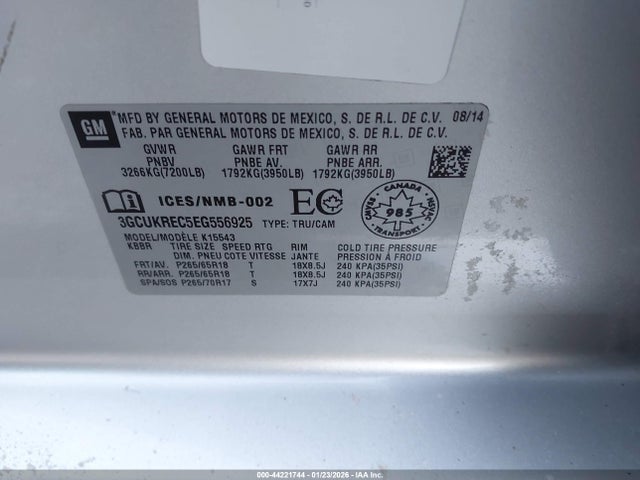 GM
MFD BY GENERAL MOTORS DE MEXICO, S. DE R.L. DE C.V. 08/14
FAB. PAR GENERAL MOTORS DE MEXICO, S. DE R.L. DE C.V.
GVWR GAWR FRT GAWR RR
PNBV PNBE AV. PNBE ARR.
3266KG(7200LB) 1792KG(3950LB) 1792KG(3950LB)
ICES/NMB-002 EC
3GCUKREC5EG556925 TYPE: TRU/CAM
CANADA
985
MODEL/MODÈLE K15543
KBBR TIRE SIZE SPEED RTG RIM COLD TIRE PRESSURE
DIM. PNEU COTE VITESSE JANTE PRESSION À FROID
FRT/AV. P265/65R18 T 18X8.5J 240 KPA(35PSI)
RR/ARR. P265/65R18 T 18X8.5J 240 KPA(35PSI)
SPA/SOS P265/70R17 S 17X7J 240 KPA(35PSI)
000-44221744 - 01/23/2026 - IAA Inc. All Rights Reserved